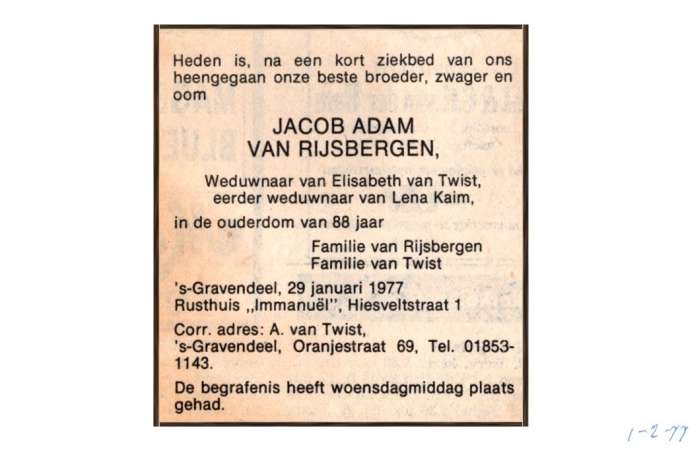 Heden is, na een kort ziekbed van ons
heengegaan onze beste broeder, zwager en
oom
JACOB ADAM
VAN RIJSBERGEN,
Weduwnaar van Elisabeth van Twist,
eerder weduwnaar van Lena Kaim,
in de ouderdom van 88 jaar
Familie van Rijsbergen
Familie van Twist
's-Gravendeel, 29 januari 1977
Rusthuis ,,Immanuël", Hiesveltstraat 1
Corr. adres: A. van Twist,
's-Gravendeel, Oranjestraat 69, Tel. 01853-
1143.
De begrafenis heeft woensdagmiddag plaats
gehad.
1-2-77